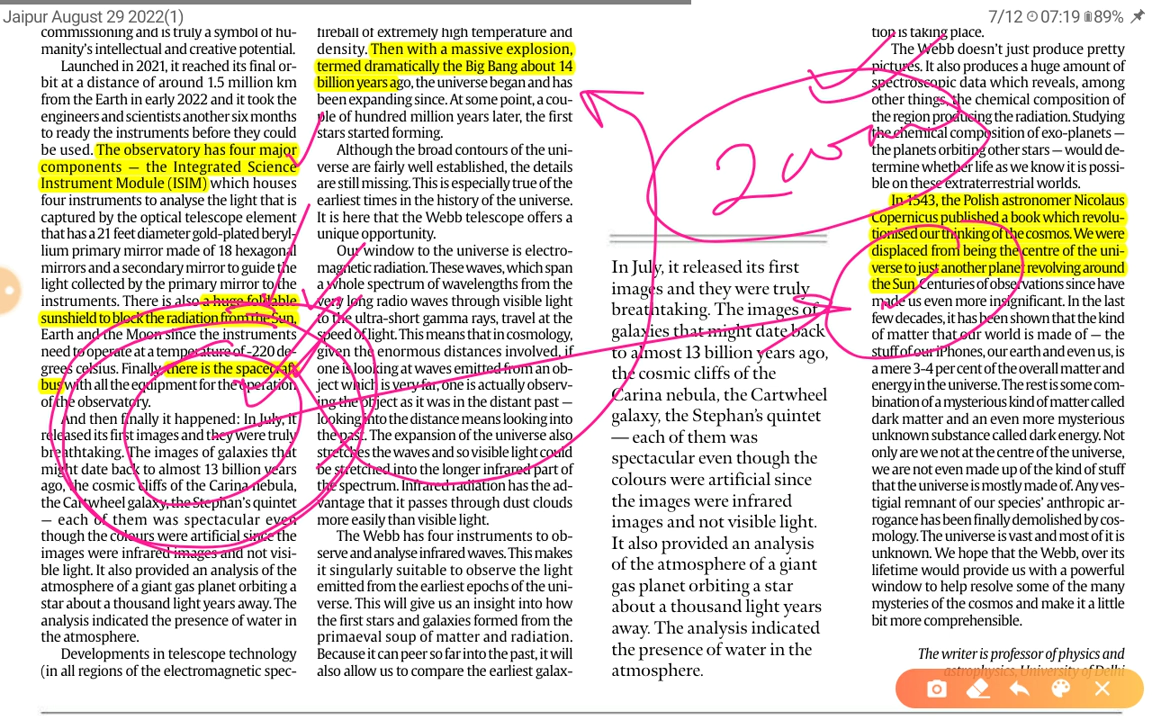 Jaipur August 29 2022(1)
7/12 07:19 89%
commissioning and is truly a symbol of hu-
manity's intellectual and creative potential.
Launched in 2021, it reached its final or-
bit at a distance of around 1.5 million km
from the Earth in early 2022 and it took the
engineers and scientists another six months
to ready the instruments before they could
be used. The observatory has four major
components — the Integrated Science
Instrument Module (ISIM) which houses
four instruments to analyse the light that is
captured by the optical telescope element
that has a 21 feet diameter gold-plated beryl-
lium primary mirror made of 18 hexagonal
mirrors and a secondary mirror to guide the
light collected by the primary mirror to the
instruments. There is also a huge foldable
sunshield to block the radiation from the Sun,
Earth and the Moon since the instruments
need to operate at a temperature of -220 de-
grees celsius. Finally, there is the spacecraft
bus with all the equipment for the operation
of the observatory.
And then finally it happened: In July, it
released its first images and they were truly
breathtaking. The images of galaxies that
might date back to almost 13 billion years
ago, the cosmic cliffs of the Carina nebula,
the Cartwheel galaxy, the Stephan's quintet
— each of them was spectacular even
though the colours were artificial since the
images were infrared images and not visi-
ble light. It also provided an analysis of the
atmosphere of a giant gas planet orbiting a
star about a thousand light years away. The
analysis indicated the presence of water in
the atmosphere.
Developments in telescope technology
(in all regions of the electromagnetic spec-
fireball of extremely high temperature and
density. Then with a massive explosion,
termed dramatically the Big Bang about 14
billion years ago, the universe began and has
been expanding since. At some point, a cou-
ple of hundred million years later, the first
stars started forming.
Although the broad contours of the uni-
verse are fairly well established, the details
are still missing. This is especially true of the
earliest times in the history of the universe.
It is here that the Webb telescope offers a
unique opportunity.
Our window to the universe is electro-
magnetic radiation. These waves, which span
a whole spectrum of wavelengths from the
very long radio waves through visible light
to the ultra-short gamma rays, travel at the
speed of light. This means that in cosmology,
given the enormous distances involved, if
one is looking at waves emitted from an ob-
ject which is very far, one is actually observ-
ing the object as it was in the distant past —
looking into the distance means looking into
the past. The expansion of the universe also
stretches the waves and so visible light could
be stretched into the longer infrared part of
the spectrum. Infrared radiation has the ad-
vantage that it passes through dust clouds
more easily than visible light.
The Webb has four instruments to ob-
serve and analyse infrared waves. This makes
it singularly suitable to observe the light
emitted from the earliest epochs of the uni-
verse. This will give us an insight into how
the first stars and galaxies formed from the
primaeval soup of matter and radiation.
Because it can peer so far into the past, it will
also allow us to compare the earliest galax-
In July, it released its first
images and they were truly
breathtaking. The images of
galaxies that might date back
to almost 13 billion years ago,
the cosmic cliffs of the
Carina nebula, the Cartwheel
galaxy, the Stephan's quintet
— each of them was
spectacular even though the
colours were artificial since
the images were infrared
images and not visible light.
It also provided an analysis
of the atmosphere of a giant
gas planet orbiting a star
about a thousand light years
away. The analysis indicated
the presence of water in the
atmosphere.
tion is taking place.
The Webb doesn't just produce pretty
pictures. It also produces a huge amount of
spectroscopic data which reveals, among
other things, the chemical composition of
the region producing the radiation. Studying
the chemical composition of exo-planets —
the planets orbiting other stars — would de-
termine whether life as we know it is possi-
ble on these extraterrestrial worlds.
In 1543, the Polish astronomer Nicolaus
Copernicus published a book which revolu-
tionised our thinking of the cosmos. We were
displaced from being the centre of the uni-
verse to just another planet revolving around
the Sun. Centuries of observations since have
made us even more insignificant. In the last
few decades, it has been shown that the kind
of matter that our world is made of — the
stuff of our iPhones, our earth and even us, is
a mere 3-4 per cent of the overall matter and
energy in the universe. The rest is some com-
bination of a mysterious kind of matter called
dark matter and an even more mysterious
unknown substance called dark energy. Not
only are we not at the centre of the universe,
we are not even made up of the kind of stuff
that the universe is mostly made of. Any ves-
tigial remnant of our species' anthropic ar-
rogance has been finally demolished by cos-
mology. The universe is vast and most of it is
unknown. We hope that the Webb, over its
lifetime would provide us with a powerful
window to help resolve some of the many
mysteries of the cosmos and make it a little
bit more comprehensible.
The writer is professor of physics and
astrophysics, University of Delhi